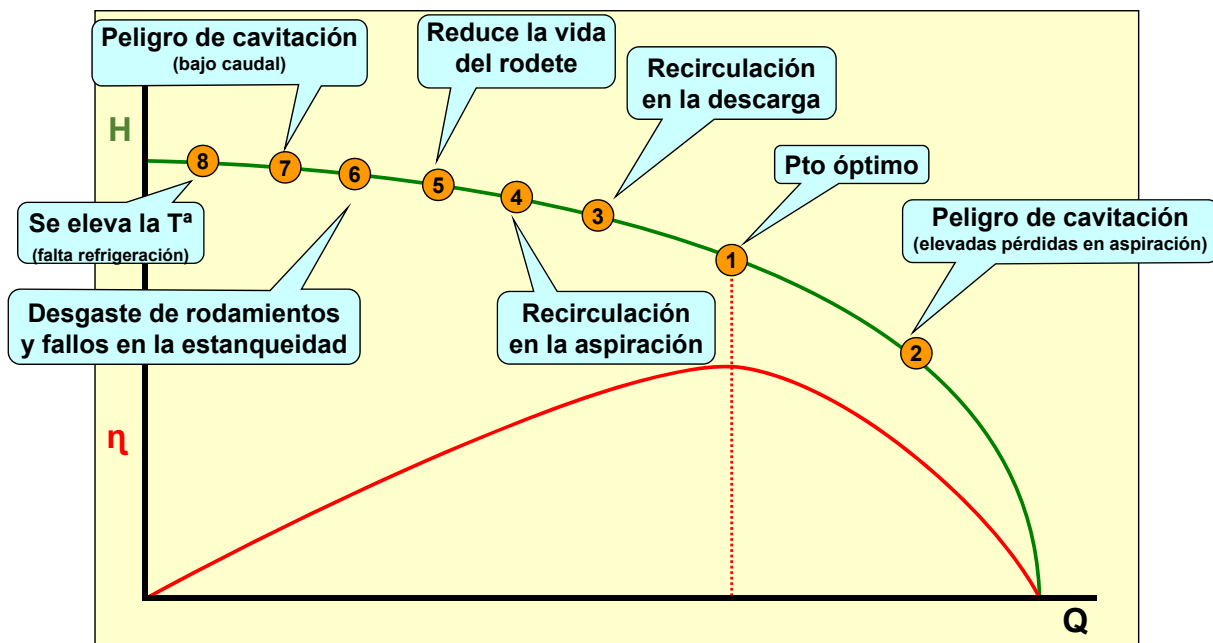 Peligro de cavitación
(bajo caudal)
Reduce la vida
del rodete
Recirculación
en la descarga
H
8
7
6
5
4
3
Pto óptimo
1
Se eleva la Tª
(falta refrigeración)
Peligro de cavitación
(elevadas pérdidas en aspiración)
Desgaste de rodamientos
y fallos en la estanqueidad
Recirculación
en la aspiración
2
η
Q